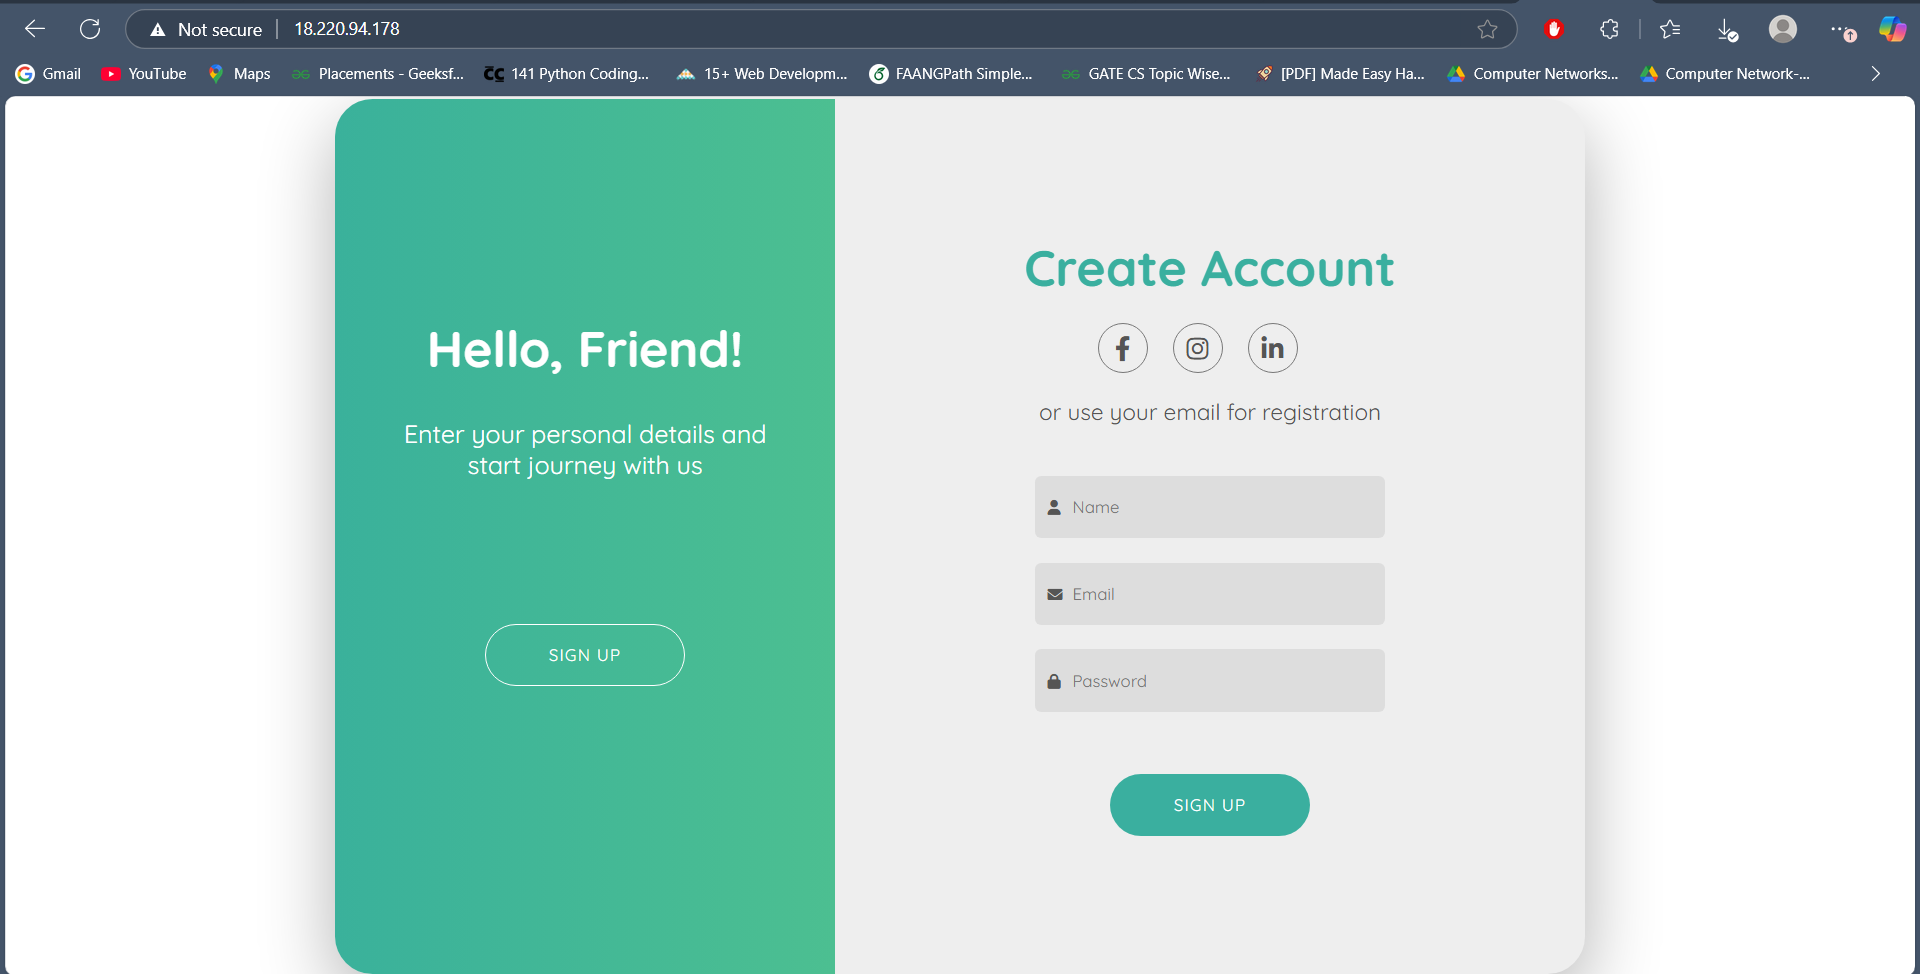 Not secure
18.220.94.178
Gmail
YouTube
Maps
Placements - Geeksf...
141 Python Coding...
15+ Web Developm...
FAANGPath Simple...
GATE CS Topic Wise...
[PDF] Made Easy Ha...
Computer Networks...
Computer Network-...
Hello, Friend!
Enter your personal details and
start journey with us
SIGN UP
Create Account
or use your email for registration
Name
Email
Password
SIGN UP